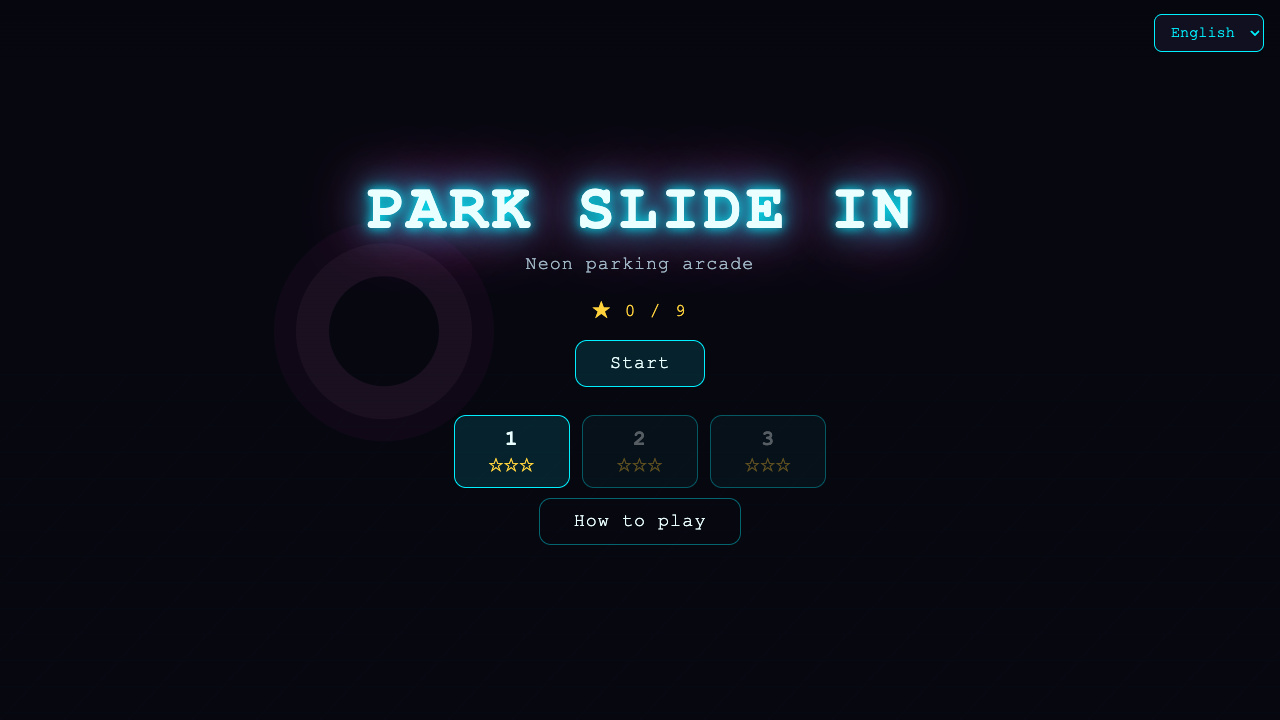 English
PARK SLIDE IN
Neon parking arcade
★ 0 / 9
Start
1 2 3
☆☆☆ ☆☆☆ ☆☆☆
How to play